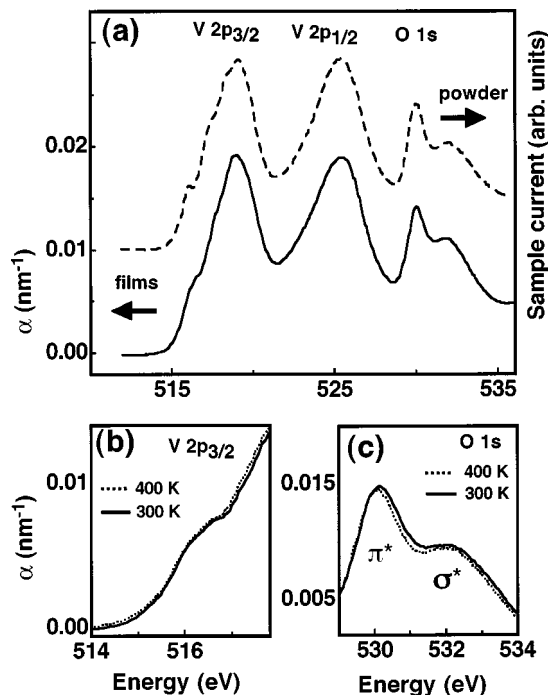 (a)
V 2p3/2
V 2p1/2
O 1s
powder
films
0.02
0.01
0.00
α (nm-1)
Sample current (arb. units)
515
525
535
(b)
V 2p3/2
400 K
300 K
0.01
0.00
α (nm-1)
514
516
Energy (eV)
(c)
O 1s
400 K
300 K
0.015
0.005
π*
σ*
530
532
534
Energy (eV)